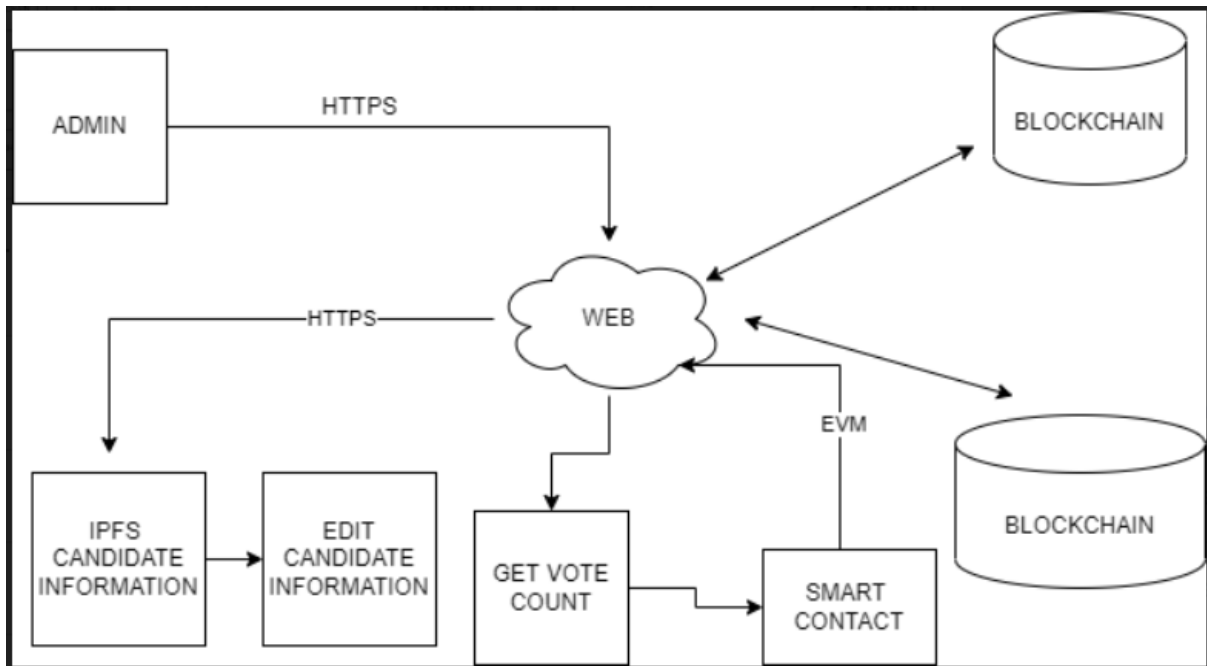 HTTPS
ADMIN
BLOCKCHAIN
WEB
HTTPS
EVM
IPFS
CANDIDATE
INFORMATION
EDIT
CANDIDATE
INFORMATION
GET VOTE
COUNT
SMART
CONTACT
BLOCKCHAIN